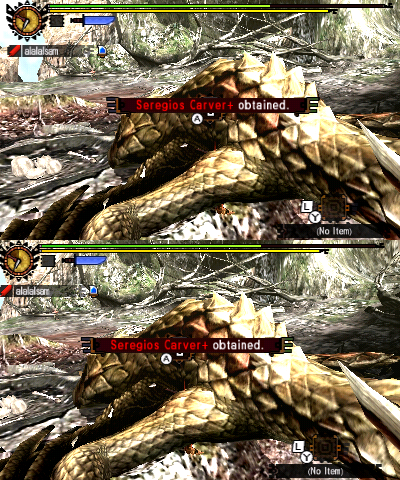 alalalsam
Seregios Carver+ obtained.
A
L
Y
(No Item)
alalalsam
Seregios Carver+ obtained.
A
L
Y
(No Item)